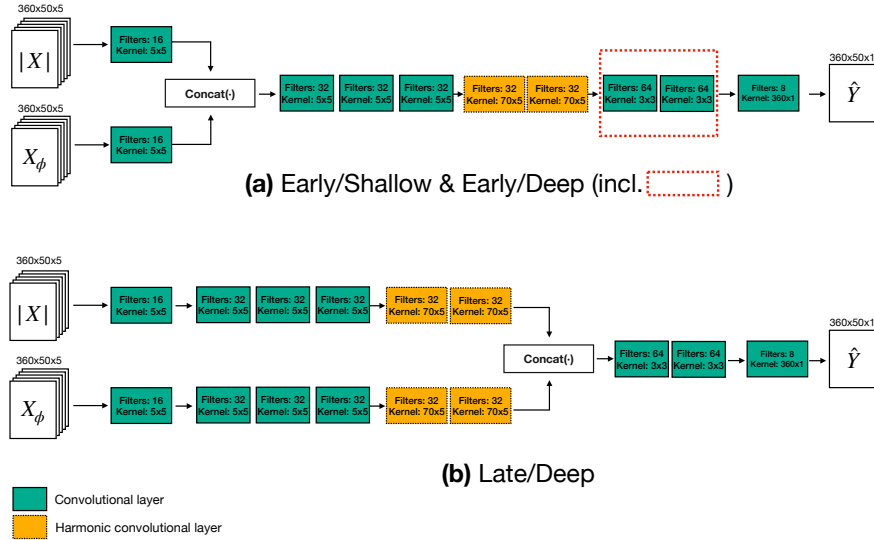 360x50x5
|X|
Filters: 16
Kernel: 5x5
360x50x5
X_ϕ
Filters: 16
Kernel: 5x5
Concat(·)
Filters: 32
Kernel: 5x5
Filters: 32
Kernel: 5x5
Filters: 32
Kernel: 5x5
Filters: 32
Kernel: 70x5
Filters: 32
Kernel: 70x5
Filters: 64
Kernel: 3x3
Filters: 64
Kernel: 3x3
Filters: 8
Kernel: 360x1
360x50x1
Ŷ
(a) Early/Shallow & Early/Deep (incl. )
360x50x5
|X|
Filters: 16
Kernel: 5x5
Filters: 32
Kernel: 5x5
Filters: 32
Kernel: 5x5
Filters: 32
Kernel: 5x5
Filters: 32
Kernel: 70x5
Filters: 32
Kernel: 70x5
360x50x5
X_ϕ
Filters: 16
Kernel: 5x5
Filters: 32
Kernel: 5x5
Filters: 32
Kernel: 5x5
Filters: 32
Kernel: 5x5
Filters: 32
Kernel: 70x5
Filters: 32
Kernel: 70x5
Concat(·)
Filters: 64
Kernel: 3x3
Filters: 64
Kernel: 3x3
Filters: 8
Kernel: 360x1
360x50x1
Ŷ
(b) Late/Deep
Convolutional layer
Harmonic convolutional layer